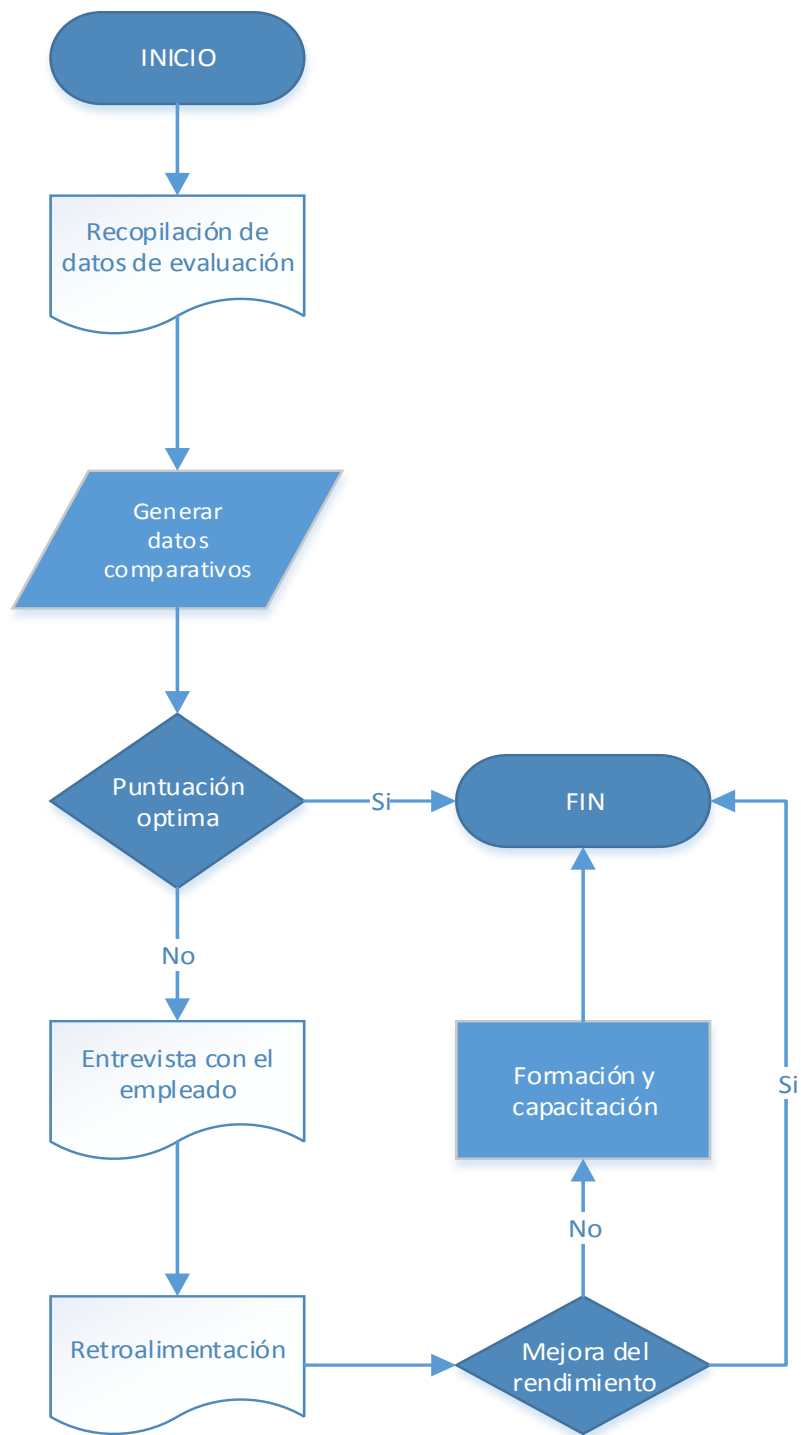 INICIO
Recopilación de
datos de evaluación
Generar
datos
comparativos
Puntuación
optima
Si
FIN
No
Entrevista con el
empleado
Formación y
capacitación
Si
No
Retroalimentación
Mejora del
rendimiento